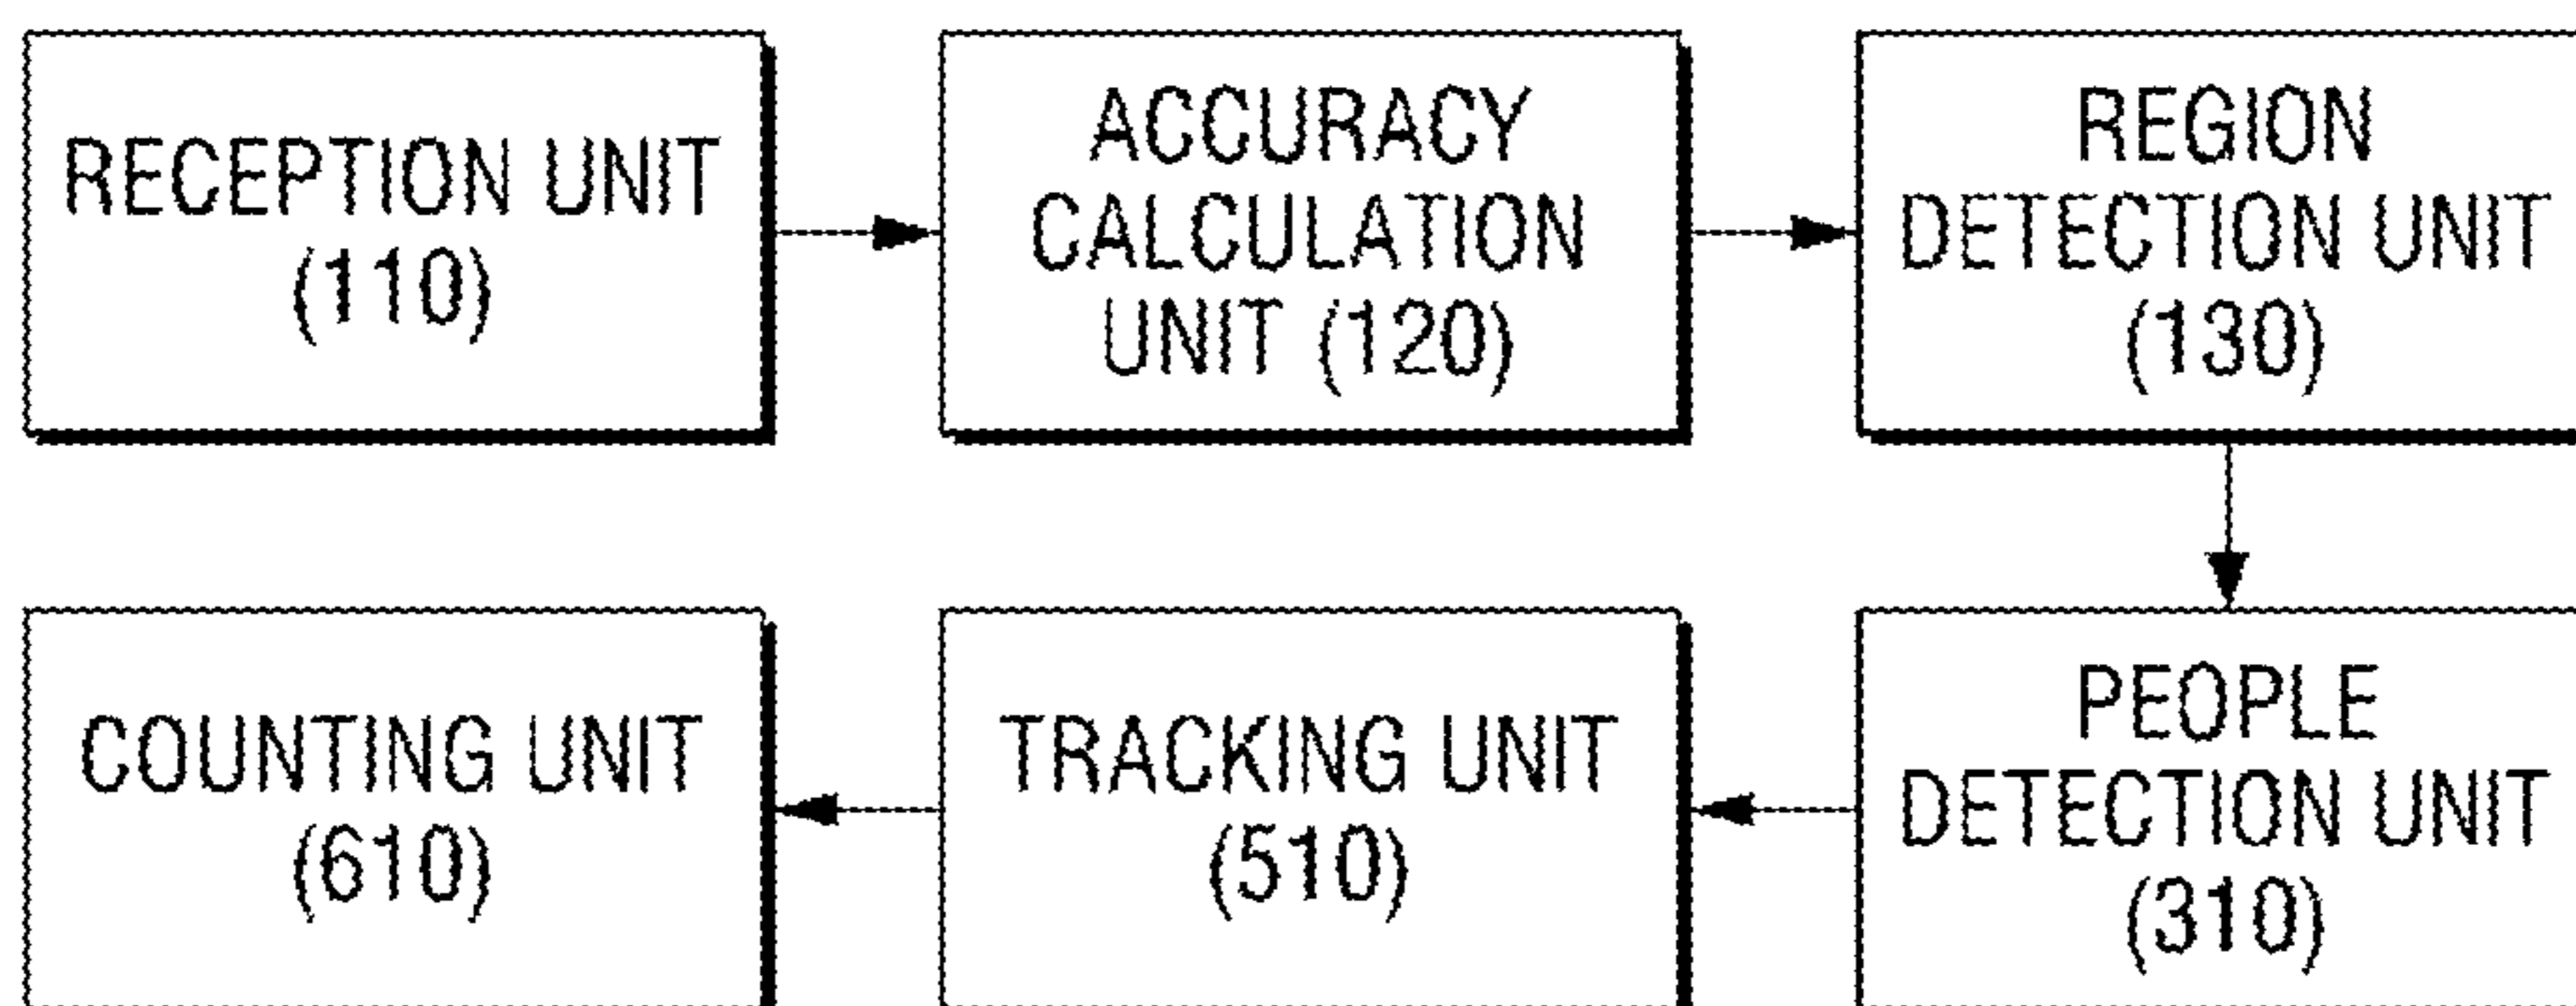 RECEPTION UNIT
(110)
ACCURACY
CALCULATION
UNIT (120)
REGION
DETECTION UNIT
(130)
COUNTING UNIT
(610)
TRACKING UNIT
(510)
PEOPLE
DETECTION UNIT
(310)